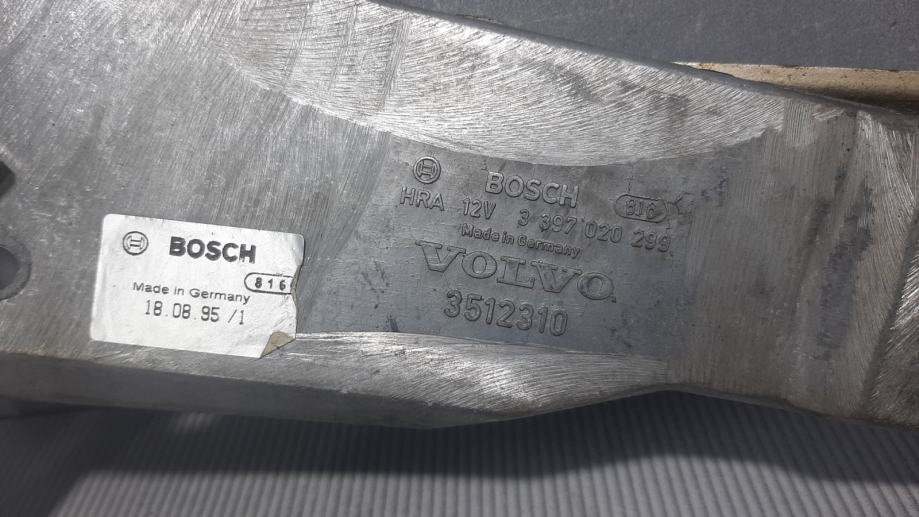 BOSCH 816
HRA 12V 3 397 020 299
Made in Germany
VOLVO
3512310
BOSCH
816
Made in Germany
18.08.95 /1